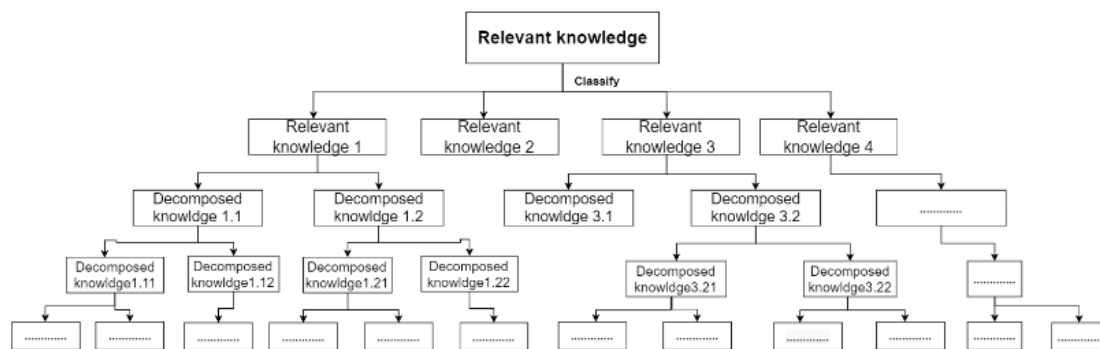 Relevant knowledge
Classify
Relevant
knowledge 1
Relevant
knowledge 2
Relevant
knowledge 3
Relevant
knowledge 4
Decomposed
knowldge 1.1
Decomposed
knowldge 1.2
Decomposed
knowldge 3.1
Decomposed
knowldge 3.2
..............
Decomposed
knowldge1.11
Decomposed
knowldge1.12
Decomposed
knowldge1.21
Decomposed
knowldge1.22
Decomposed
knowldge3.21
Decomposed
knowldge3.22
..............
..............
..............
..............
..............
..............
..............
..............
..............
..............
..............
..............
..............